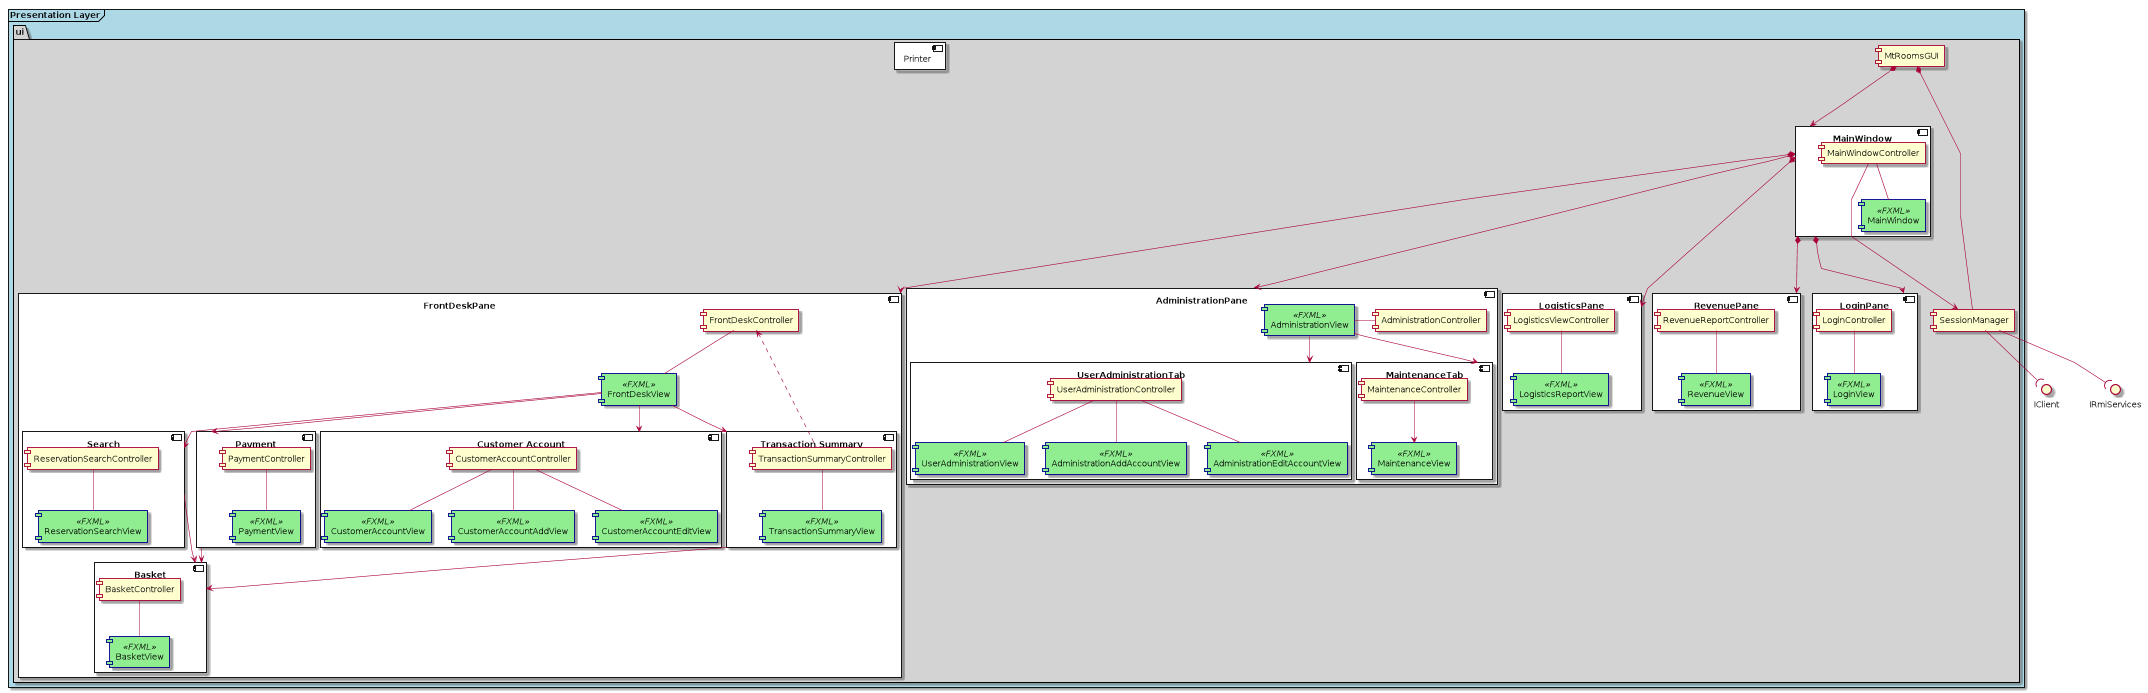 Presentation Layer
ui
Printer
MtRoomsGUI
MainWindow
MainWindowController
«FXML»
MainWindow
FrontDeskPane
FrontDeskController
«FXML»
FrontDeskView
AdministrationPane
«FXML»
AdministrationView
AdministrationController
LogisticsPane
LogisticsViewController
«FXML»
LogisticsReportView
RevenuePane
RevenueReportController
«FXML»
RevenueView
LoginPane
LoginController
«FXML»
LoginView
SessionManager
IClient
IRmiServices
UserAdministrationTab
UserAdministrationController
«FXML»
UserAdministrationView
«FXML»
AdministrationAddAccountView
«FXML»
AdministrationEditAccountView
MaintenanceTab
MaintenanceController
«FXML»
MaintenanceView
Search
ReservationSearchController
«FXML»
ReservationSearchView
Payment
PaymentController
«FXML»
PaymentView
Customer Account
CustomerAccountController
«FXML»
CustomerAccountView
«FXML»
CustomerAccountAddView
«FXML»
CustomerAccountEditView
Transaction Summary
TransactionSummaryController
«FXML»
TransactionSummaryView
Basket
BasketController
«FXML»
BasketView